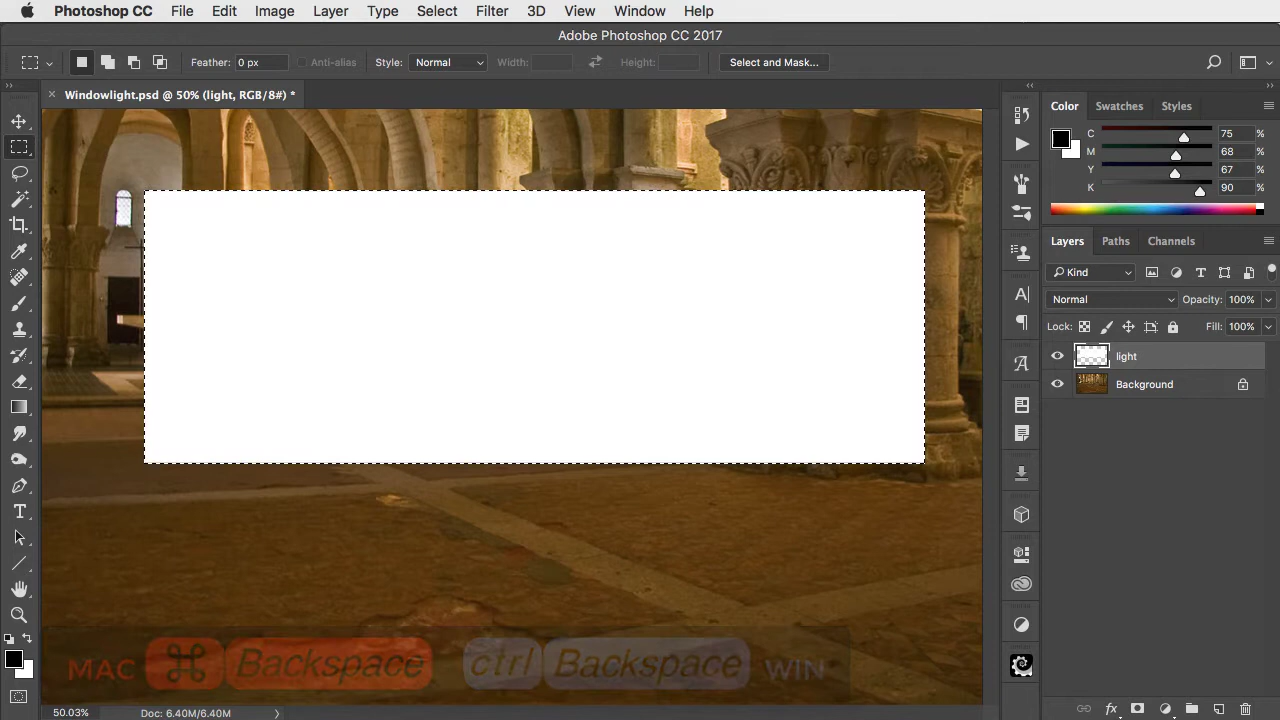 Photoshop CC File Edit Image Layer Type Select Filter 3D View Window Help
Adobe Photoshop CC 2017
Feather: 0 px Anti-alias Style: Normal Width: Height: Select and Mask...
Windowlight.psd @ 50% (light, RGB/8#) *
Color Swatches Styles
C 75 %
M 68 %
Y 67 %
K 90 %
Layers Paths Channels
Kind
Normal Opacity: 100%
Lock: Fill: 100%
light
Background
MAC ⌘ Backspace ctrl Backspace WIN
50.03% Doc: 6.40M/6.40M